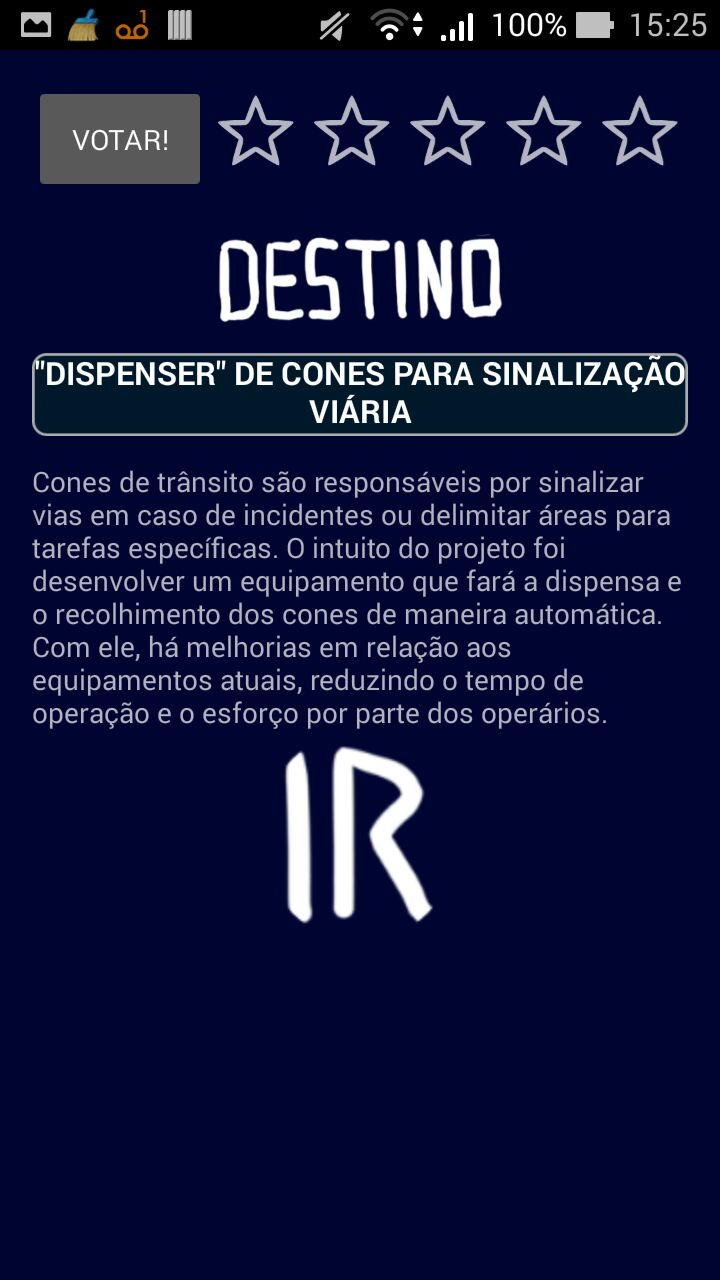 1
100%
15:25
VOTAR!
DESTINO
"DISPENSER" DE CONES PARA SINALIZAÇÃO
VIÁRIA
Cones de trânsito são responsáveis por sinalizar
vias em caso de incidentes ou delimitar áreas para
tarefas específicas. O intuito do projeto foi
desenvolver um equipamento que fará a dispensa e
o recolhimento dos cones de maneira automática.
Com ele, há melhorias em relação aos
equipamentos atuais, reduzindo o tempo de
operação e o esforço por parte dos operários.
IR